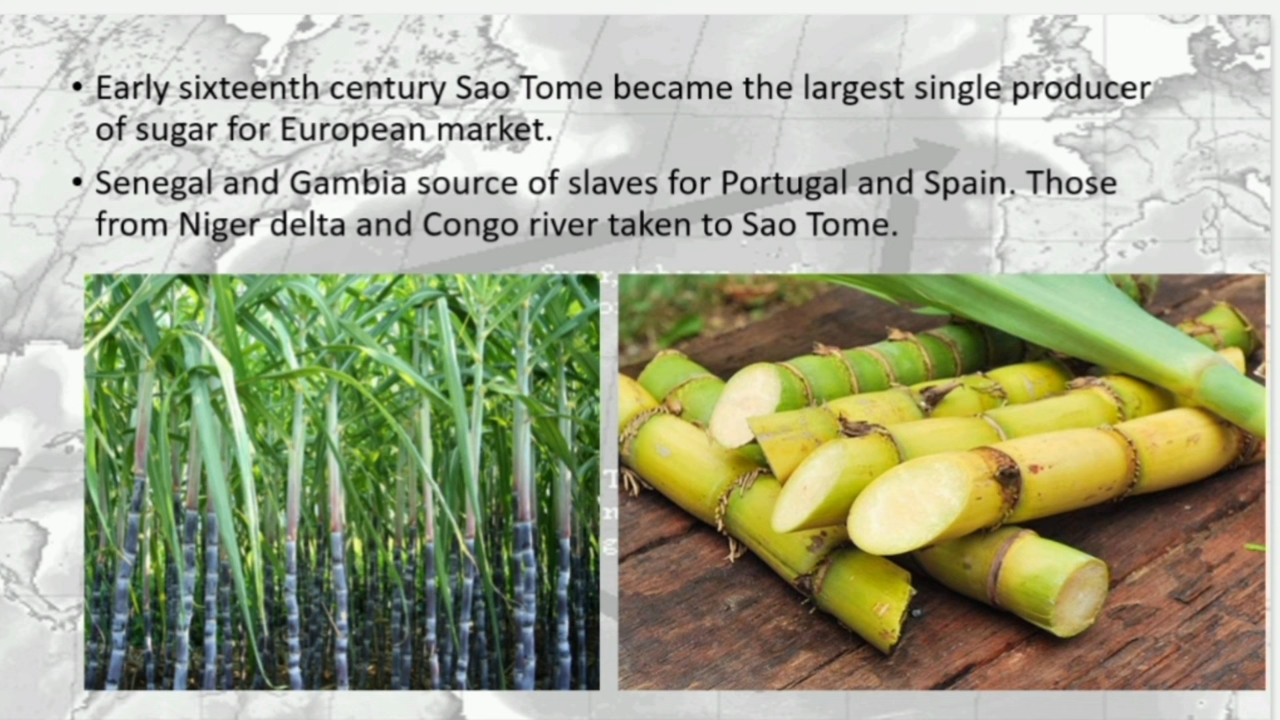 • Early sixteenth century Sao Tome became the largest single producer
of sugar for European market.
• Senegal and Gambia source of slaves for Portugal and Spain. Those
from Niger delta and Congo river taken to Sao Tome.